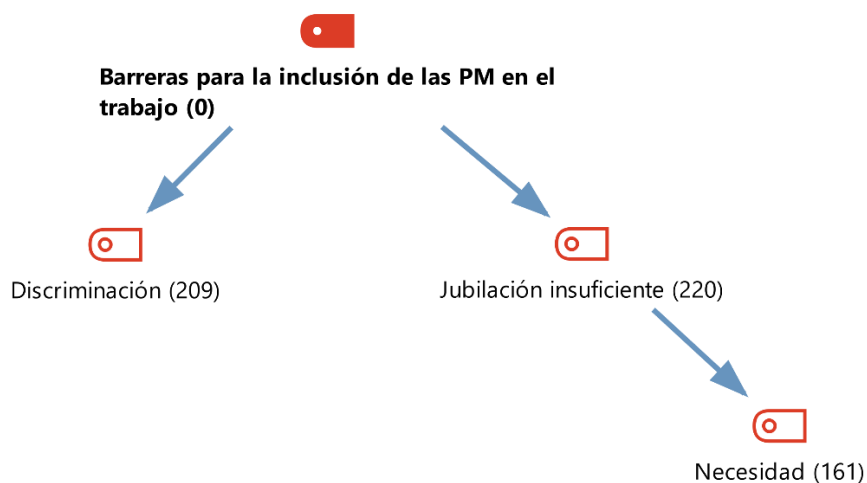 Barreras para la inclusión de las PM en el
trabajo (0)
Discriminación (209)
Jubilación insuficiente (220)
Necesidad (161)